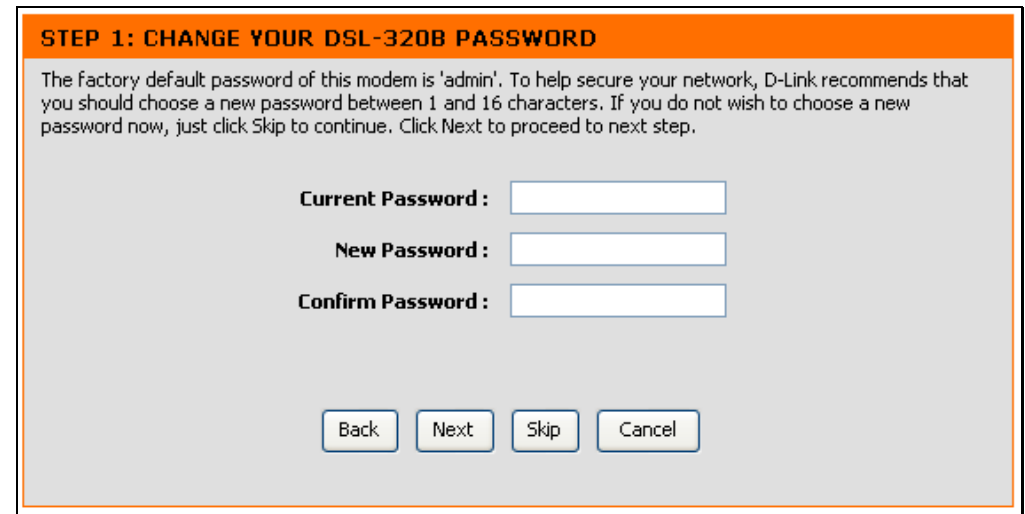 STEP 1: CHANGE YOUR DSL-320B PASSWORD
The factory default password of this modem is 'admin'. To help secure your network, D-Link recommends that
you should choose a new password between 1 and 16 characters. If you do not wish to choose a new
password now, just click Skip to continue. Click Next to proceed to next step.
Current Password :
New Password :
Confirm Password :
Back Next Skip Cancel